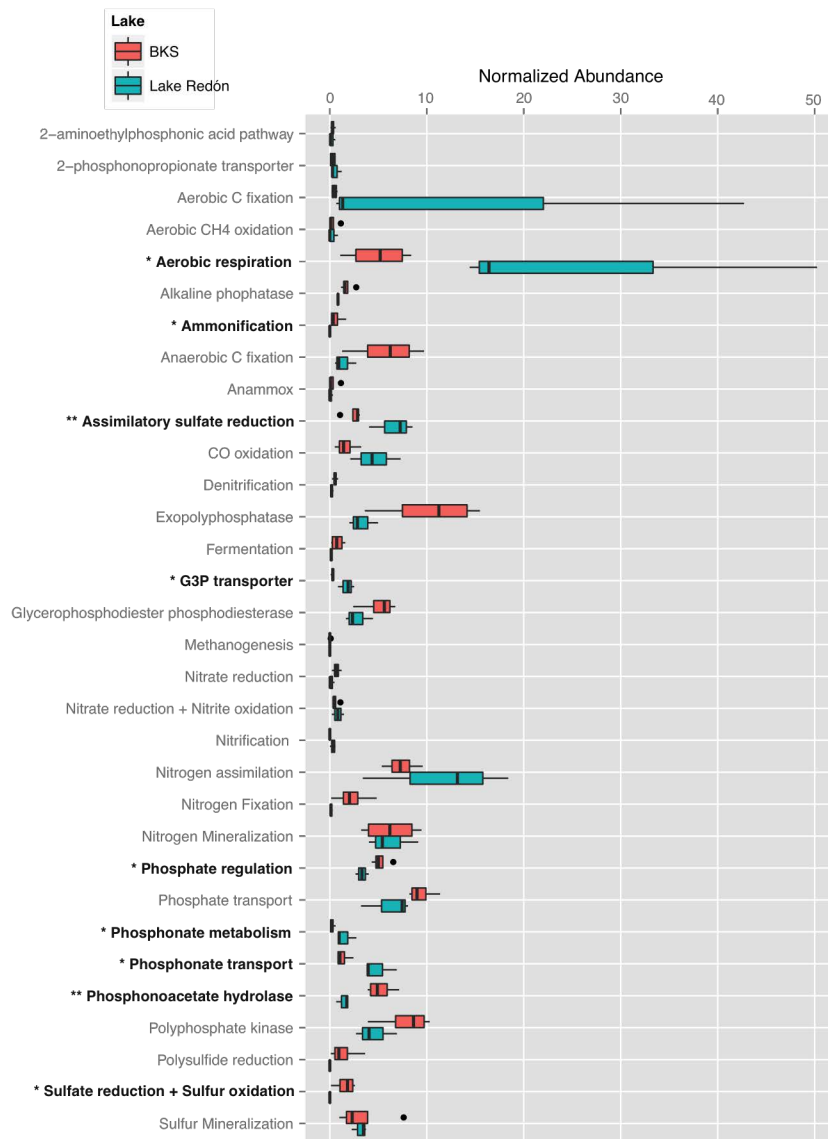 Lake
BKS
Lake Redón
Normalized Abundance
0 10 20 30 40 50
2−aminoethylphosphonic acid pathway
2−phosphonopropionate transporter
Aerobic C fixation
Aerobic CH4 oxidation
* Aerobic respiration
Alkaline phophatase
* Ammonification
Anaerobic C fixation
Anammox
** Assimilatory sulfate reduction
CO oxidation
Denitrification
Exopolyphosphatase
Fermentation
* G3P transporter
Glycerophosphodiester phosphodiesterase
Methanogenesis
Nitrate reduction
Nitrate reduction + Nitrite oxidation
Nitrification
Nitrogen assimilation
Nitrogen Fixation
Nitrogen Mineralization
* Phosphate regulation
Phosphate transport
* Phosphonate metabolism
* Phosphonate transport
** Phosphonoacetate hydrolase
Polyphosphate kinase
Polysulfide reduction
* Sulfate reduction + Sulfur oxidation
Sulfur Mineralization